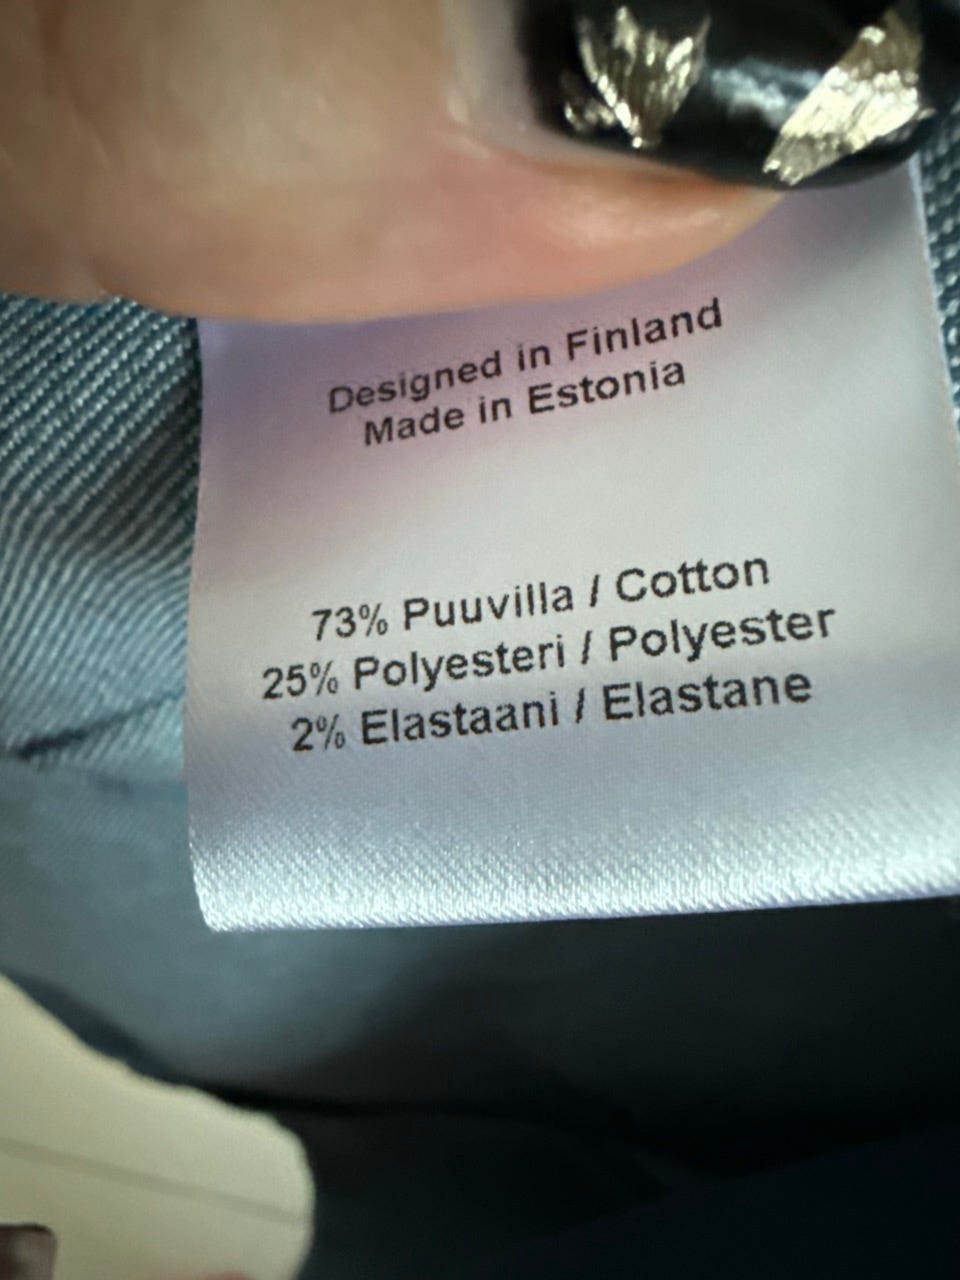 Designed in Finland
Made in Estonia
73% Puuvilla / Cotton
25% Polyesteri / Polyester
2% Elastaani / Elastane